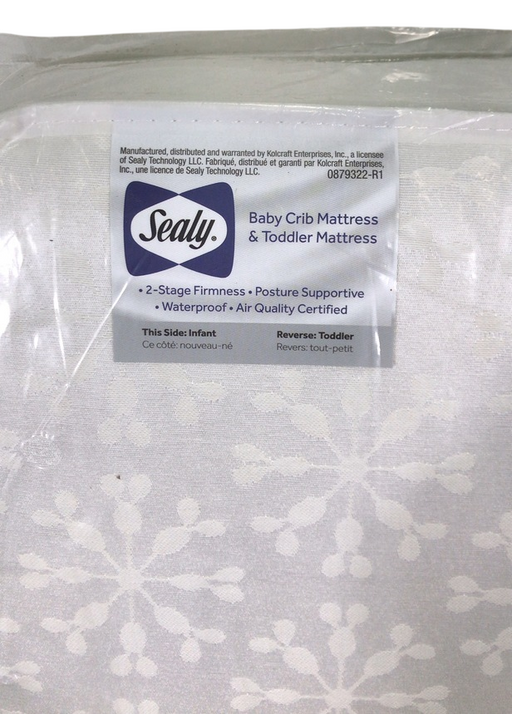 Manufactured, distributed and warranted by Kolcraft Enterprises, Inc., a licensee
of Sealy Technology LLC. Fabriqué, distribué et garanti par Kolcraft Enterprises,
Inc., une licence de Sealy Technology LLC.
0879322-R1
Sealy®
Baby Crib Mattress
& Toddler Mattress
• 2-Stage Firmness • Posture Supportive
• Waterproof • Air Quality Certified
This Side: Infant Reverse: Toddler
Ce côté: nouveau-né Revers: tout-petit